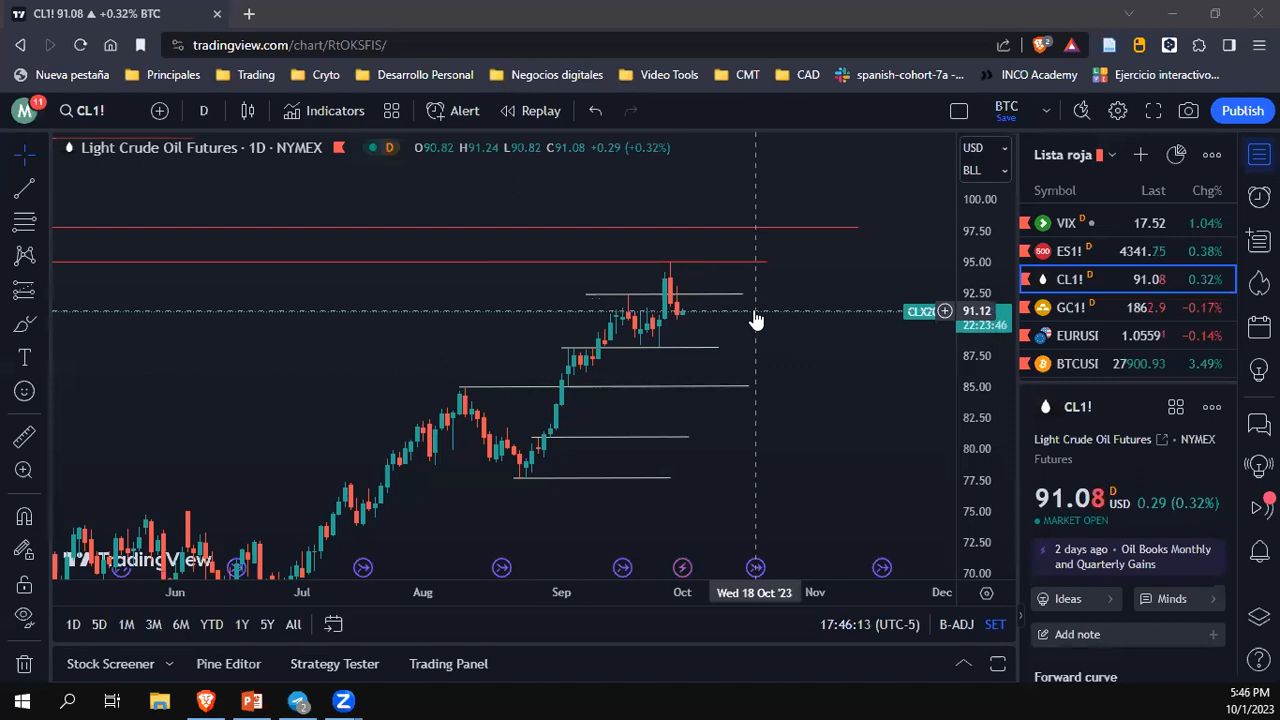 CL1! 91.08 ▲ +0.32% BTC
tradingview.com/chart/RfQKSFIS/
2
Nueva pestaña Principales Trading Cryto Desarrollo Personal Negocios digitales Video Tools CMT CAD spanish-cohort-7a -... INCO Academy Ejercicio interactivo...
M 11 CL1! D Indicators Alert Replay BTC Save Publish
Light Crude Oil Futures · 1D · NYMEX D O90.82 H91.24 L90.82 C91.08 +0.29 (+0.32%)
USD
BLL
100.00
97.50
95.00
92.50
91.12
22:23:46
87.50
85.00
82.50
80.00
77.50
75.00
72.50
70.00
TradingView
Jun Jul Aug Sep Oct Wed 18 Oct '23 Nov Dec
1D 5D 1M 3M 6M YTD 1Y 5Y All 17:46:13 (UTC-5) B-ADJ SET
Stock Screener Pine Editor Strategy Tester Trading Panel
Lista roja
Symbol Last Chg%
VIX D 17.52 1.04%
500 ES1! D 4341.75 0.38%
CL1! D 91.08 0.32%
GC1! D 1862.9 -0.17%
EURUSI 1.0559¹ -0.14%
BTCUSI 27900.93 3.49%
CL1!
Light Crude Oil Futures NYMEX
Futures
91.08 D USD 0.29 (0.32%)
MARKET OPEN
2 days ago • Oil Books Monthly
and Quarterly Gains
Ideas Minds
Add note
Forward curve
2
5:46 PM
10/1/2023